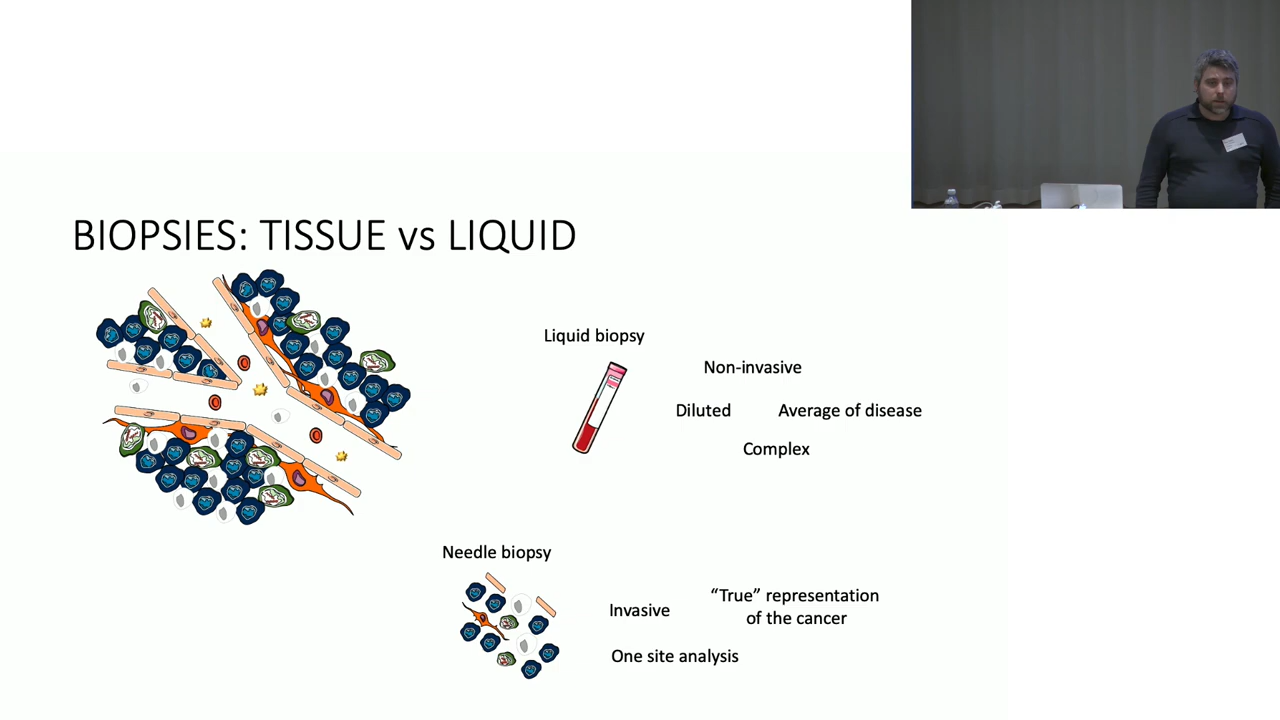 BIOPSIES: TISSUE vs LIQUID
Liquid biopsy
Non-invasive
Diluted
Average of disease
Complex
Needle biopsy
Invasive
“True” representation
of the cancer
One site analysis